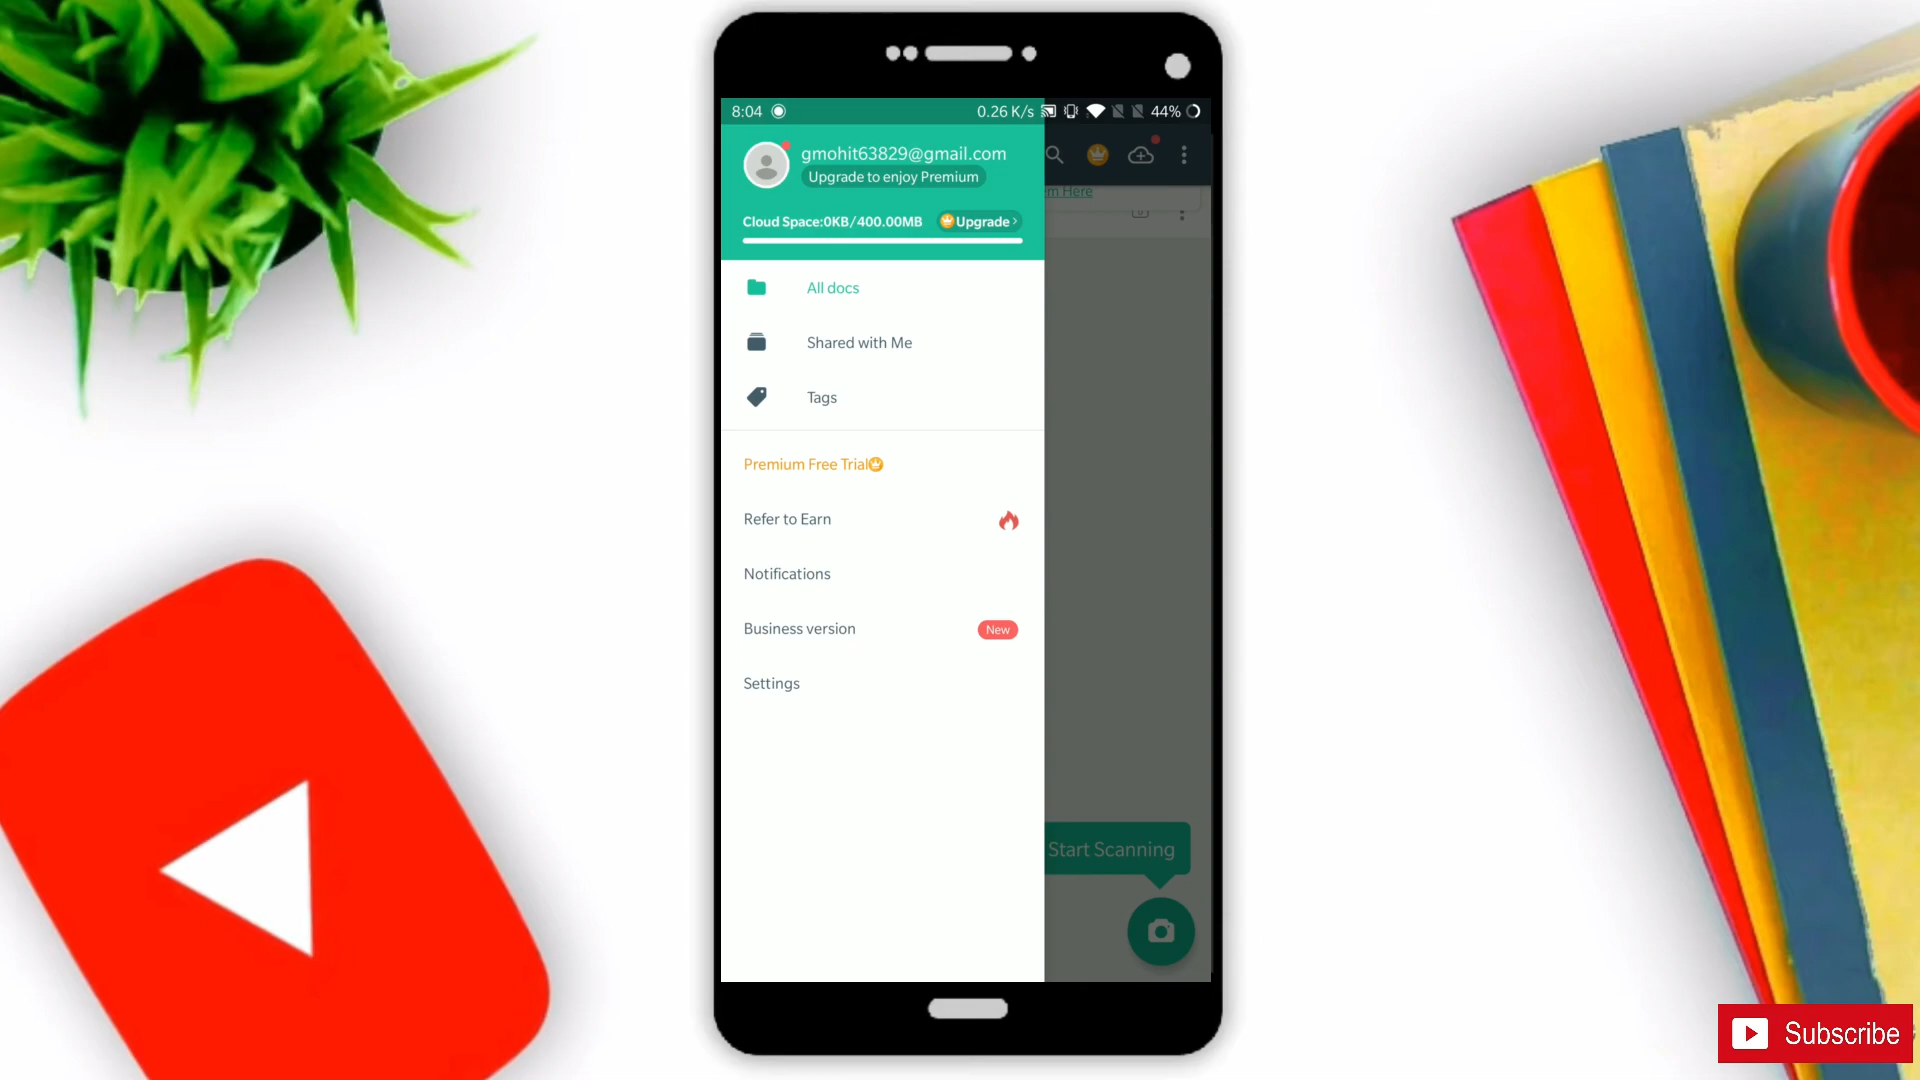 8:04
0.26 K/s
44%
gmohit63829@gmail.com
Upgrade to enjoy Premium
Cloud Space:0KB/400.00MB
Upgrade
m Here
All docs
Shared with Me
Tags
Premium Free Trial
Refer to Earn
Notifications
Business version
New
Settings
Start Scanning
Subscribe